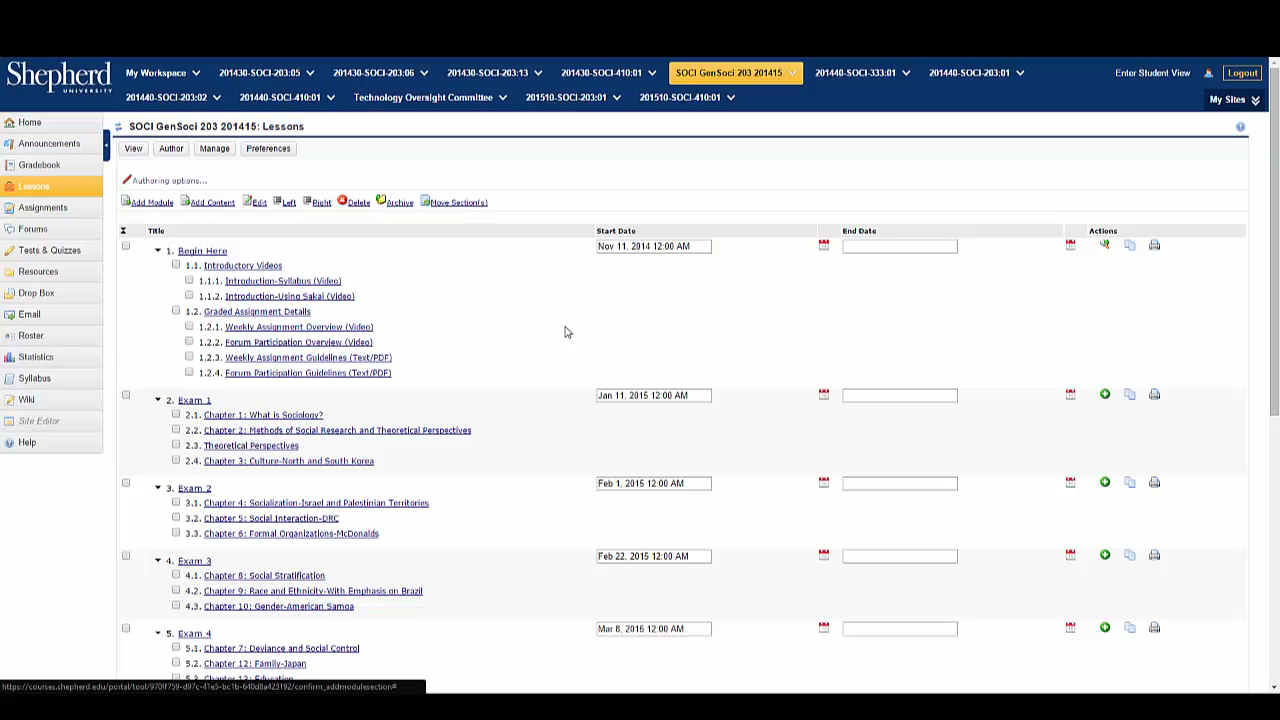 Shepherd
UNIVERSITY
My Workspace 201430-SOCI-203:05 201430-SOCI-203:06 201430-SOCI-203:13 201430-SOCI-410:01 SOCI GenSoci 203 201415 201440-SOCI-333:01 201440-SOCI-203:01 Enter Student View Logout
201440-SOCI-203:02 201440-SOCI-410:01 Technology Oversight Committee 201510-SOCI-203:01 201510-SOCI-410:01 My Sites
Home
Announcements
Gradebook
Lessons
Assignments
Forums
Tests & Quizzes
Resources
Drop Box
Email
Roster
Statistics
Syllabus
Wiki
Site Editor
Help
SOCI GenSoci 203 201415: Lessons
View Author Manage Preferences
Authoring options...
Add Module Add Content Edit Left Right Delete Archive Move Section(s)
Title Start Date End Date Actions
1. Begin Here Nov 11, 2014 12:00 AM
1.1. Introductory Videos
1.1.1. Introduction-Syllabus (Video)
1.1.2. Introduction-Using Sakai (Video)
1.2. Graded Assignment Details
1.2.1. Weekly Assignment Overview (Video)
1.2.2. Forum Participation Overview (Video)
1.2.3. Weekly Assignment Guidelines (Text/PDF)
1.2.4. Forum Participation Guidelines (Text/PDF)
2. Exam 1 Jan 11, 2015 12:00 AM
2.1. Chapter 1: What is Sociology?
2.2. Chapter 2: Methods of Social Research and Theoretical Perspectives
2.3. Theoretical Perspectives
2.4. Chapter 3: Culture-North and South Korea
3. Exam 2 Feb 1, 2015 12:00 AM
3.1. Chapter 4: Socialization-Israel and Palestinian Territories
3.2. Chapter 5: Social Interaction-DRC
3.3. Chapter 6: Formal Organizations-McDonalds
4. Exam 3 Feb 22, 2015 12:00 AM
4.1. Chapter 8: Social Stratification
4.2. Chapter 9: Race and Ethnicity-With Emphasis on Brazil
4.3. Chapter 10: Gender-American Samoa
5. Exam 4 Mar 8, 2015 12:00 AM
5.1. Chapter 7: Deviance and Social Control
5.2. Chapter 12: Family-Japan
5.3. Chapter 13: Education